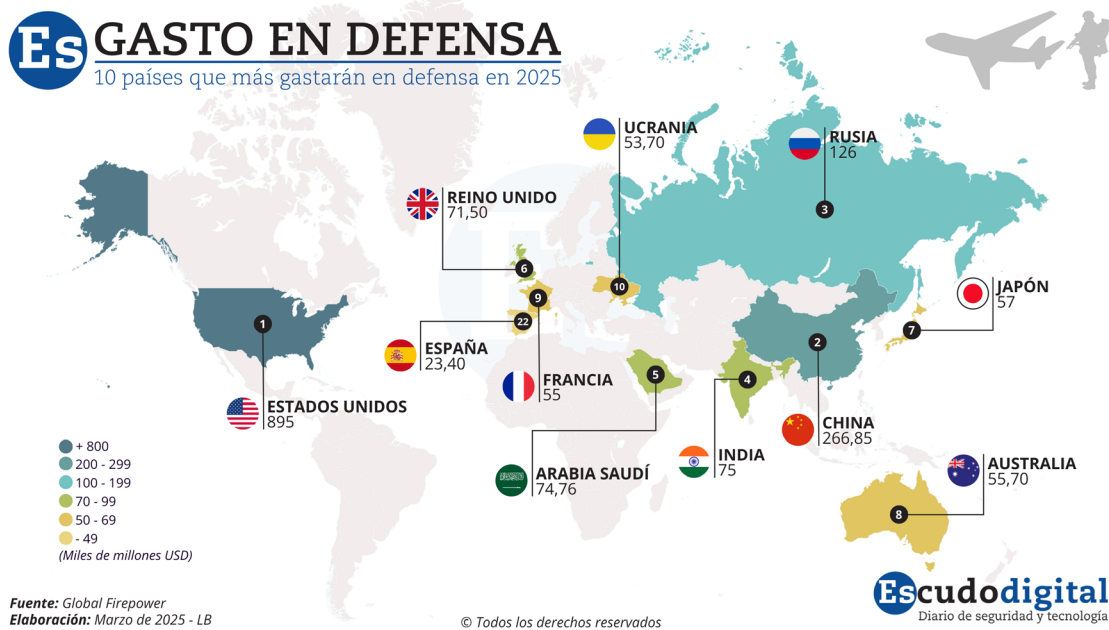 Es GASTO EN DEFENSA
10 países que más gastarán en defensa en 2025
UCRANIA
53,70
RUSIA
126
3
REINO UNIDO
71,50
6
10
9
22
JAPÓN
57
7
1
2
ESPAÑA
23,40
FRANCIA
55
5
4
ESTADOS UNIDOS
895
CHINA
266,85
INDIA
75
ARABIA SAUDÍ
74,76
AUSTRALIA
55,70
8
+ 800
200 - 299
100 - 199
70 - 99
50 - 69
- 49
(Miles de millones USD)
Fuente: Global Firepower
Elaboración: Marzo de 2025 - LB
© Todos los derechos reservados
Escudodigital
Diario de seguridad y tecnología